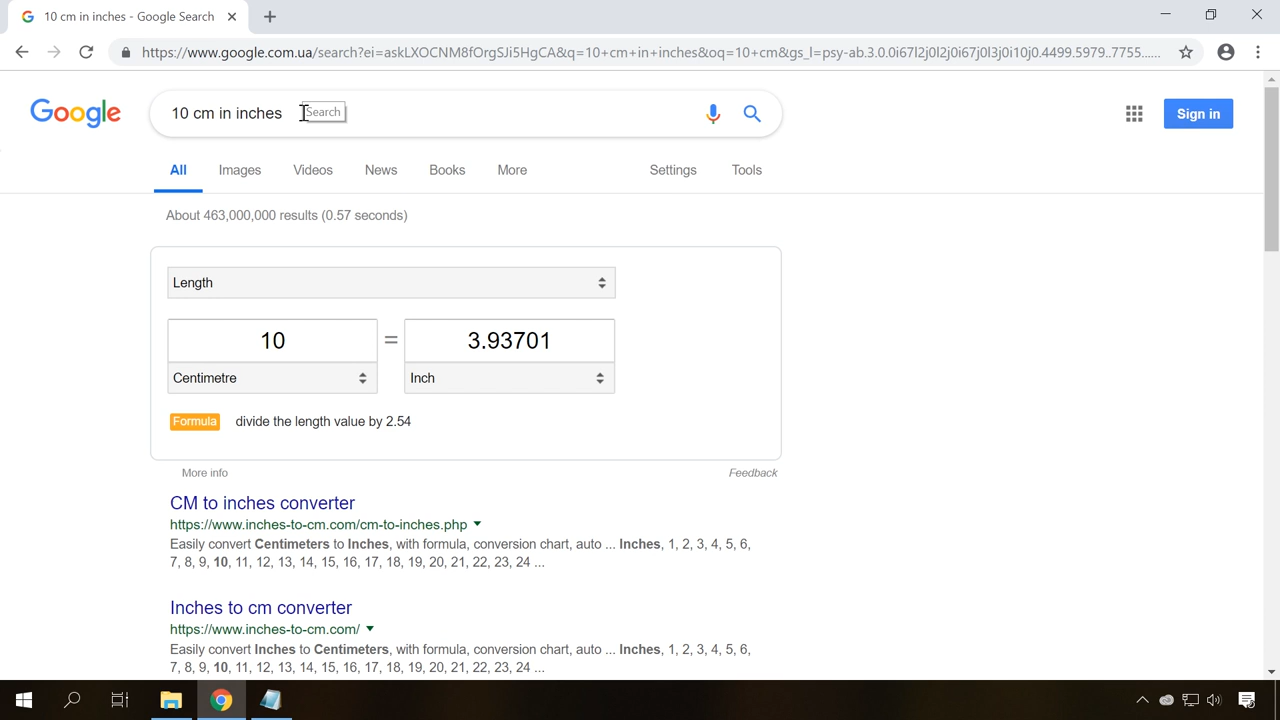 10 cm in inches - Google Search
https://www.google.com.ua/search?ei=askLXOCNM8fOrgSJi5HgCA&q=10+cm+in+inches&oq=10+cm&gs_l=psy-ab.3.0.0i67l2j0l2j0i67j0l3j0i10j0.4499.5979..7755......
Google
10 cm in inches
Search
Sign in
All Images Videos News Books More Settings Tools
About 463,000,000 results (0.57 seconds)
Length
10 = 3.93701
Centimetre Inch
Formula divide the length value by 2.54
More info Feedback
CM to inches converter
https://www.inches-to-cm.com/cm-to-inches.php
Easily convert Centimeters to Inches, with formula, conversion chart, auto ... Inches, 1, 2, 3, 4, 5, 6,
7, 8, 9, 10, 11, 12, 13, 14, 15, 16, 17, 18, 19, 20, 21, 22, 23, 24 ...
Inches to cm converter
https://www.inches-to-cm.com/
Easily convert Inches to Centimeters, with formula, conversion chart, auto ... Inches, 1, 2, 3, 4, 5, 6,
7, 8, 9, 10, 11, 12, 13, 14, 15, 16, 17, 18, 19, 20, 21, 22, 23, 24 ...